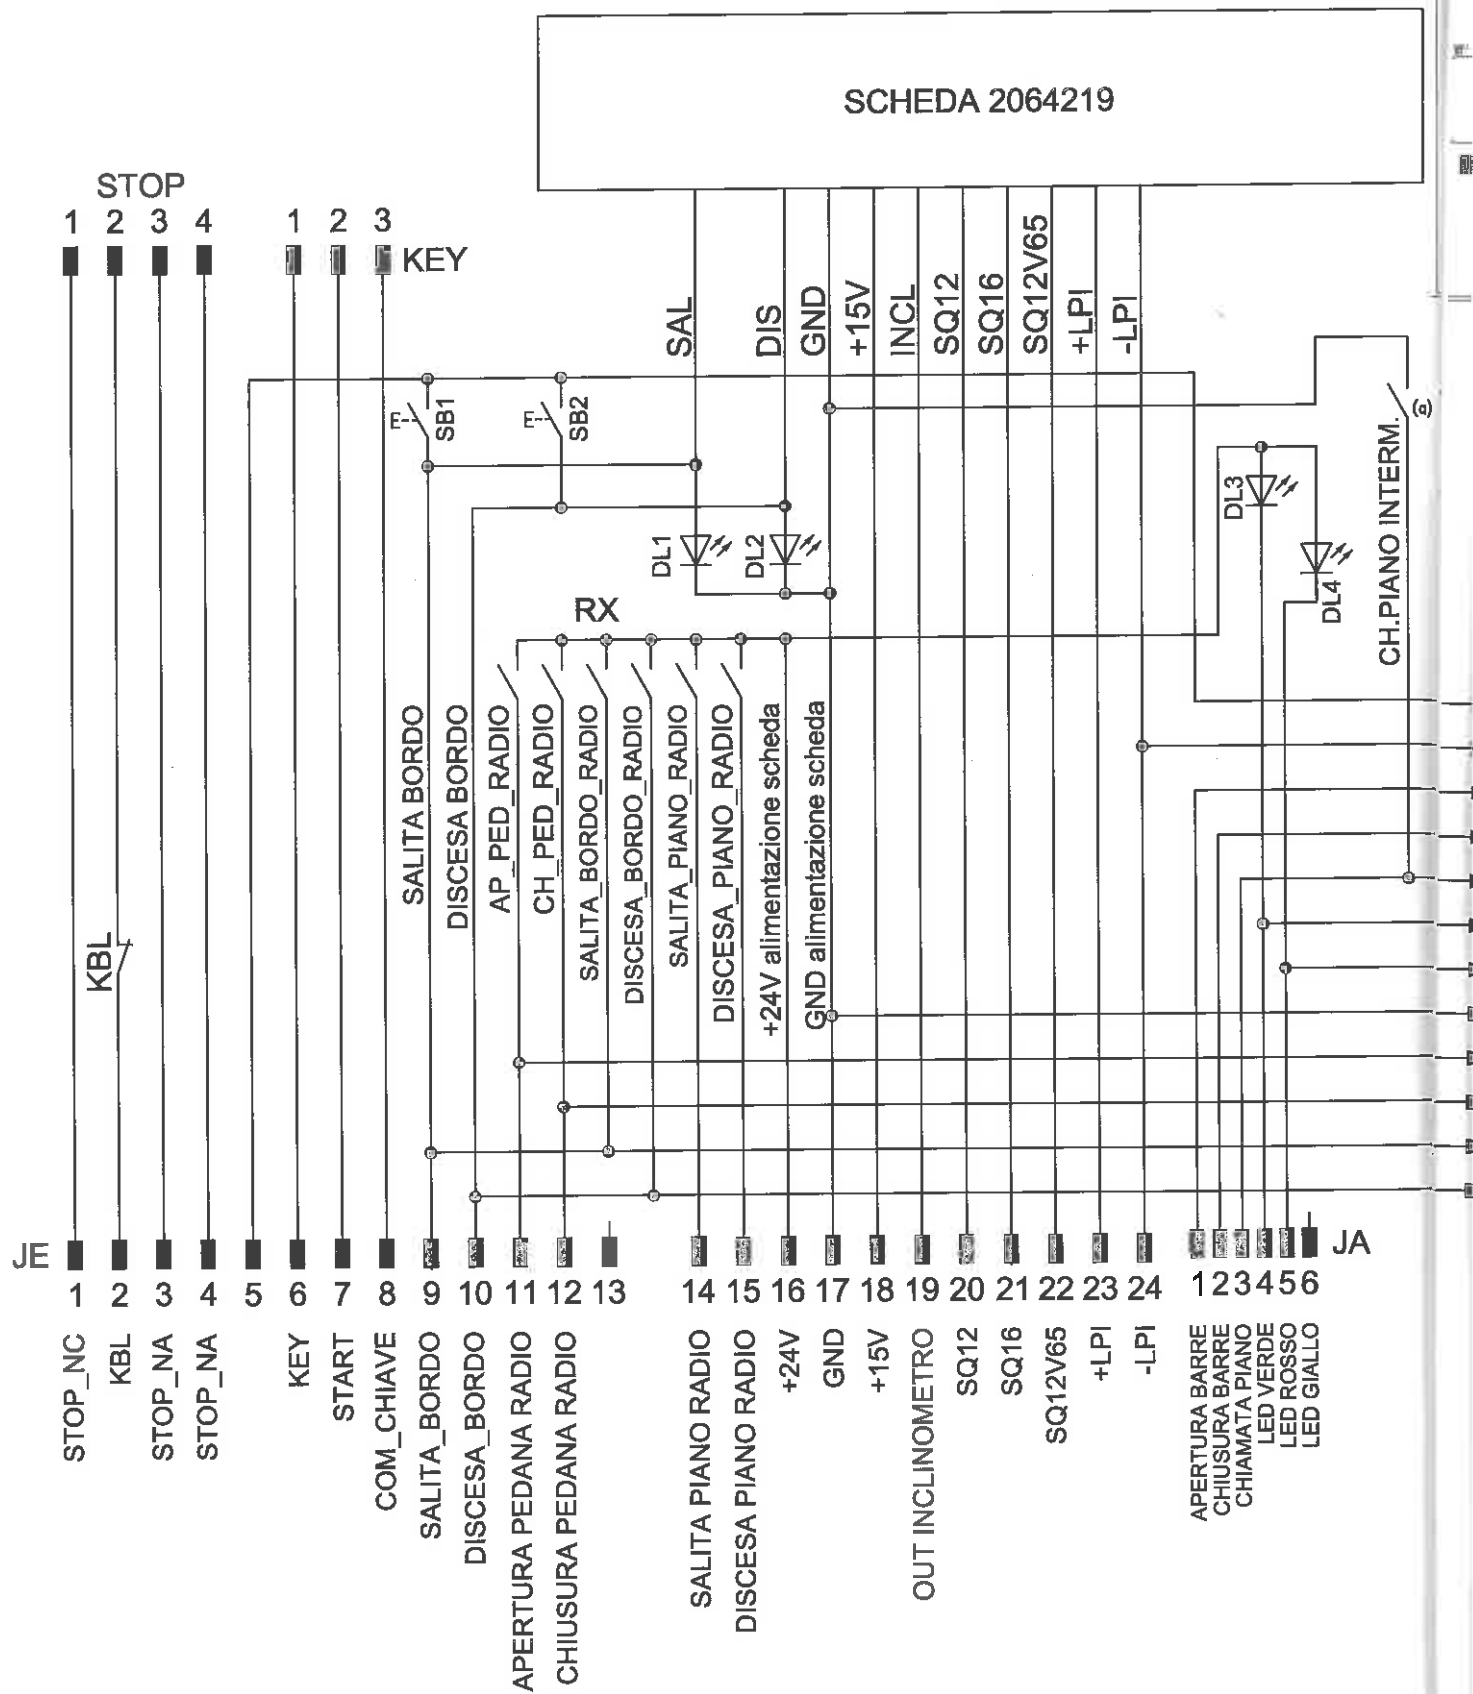 SCHEDA 2064219
STOP
1 2 3 4 1 2 3
KEY
SAL
DIS
GND
+15V
INCL
SQ12
SQ16
SQ12V65
+LPI
-LPI
E SB1
E SB2
(a)
CH.PIANO INTERM.
DL3
DL4
DL1
DL2
RX
SALITA BORDO
DISCESA BORDO
AP_PED_RADIO
CH_PED_RADIO
SALITA_BORDO_RADIO
DISCESA_BORDO_RADIO
SALITA_PIANO_RADIO
DISCESA_PIANO_RADIO
+24V alimentazione scheda
GND alimentazione scheda
KBL
JE
JA
1 2 3 4 5 6 7 8 9 10 11 12 13 14 15 16 17 18 19 20 21 22 23 24 1 2 3 4 5 6
STOP_NC
KBL
STOP_NA
STOP_NA
KEY
START
COM_CHIAVE
SALITA_BORDO
DISCESA_BORDO
APERTURA PEDANA RADIO
CHIUSURA PEDANA RADIO
SALITA PIANO RADIO
DISCESA PIANO RADIO
+24V
GND
+15V
OUT INCLINOMETRO
SQ12
SQ16
SQ12V65
+LPI
-LPI
APERTURA BARRE
CHIUSURA BARRE
CHIAMATA PIANO
LED VERDE
LED ROSSO
LED GIALLO